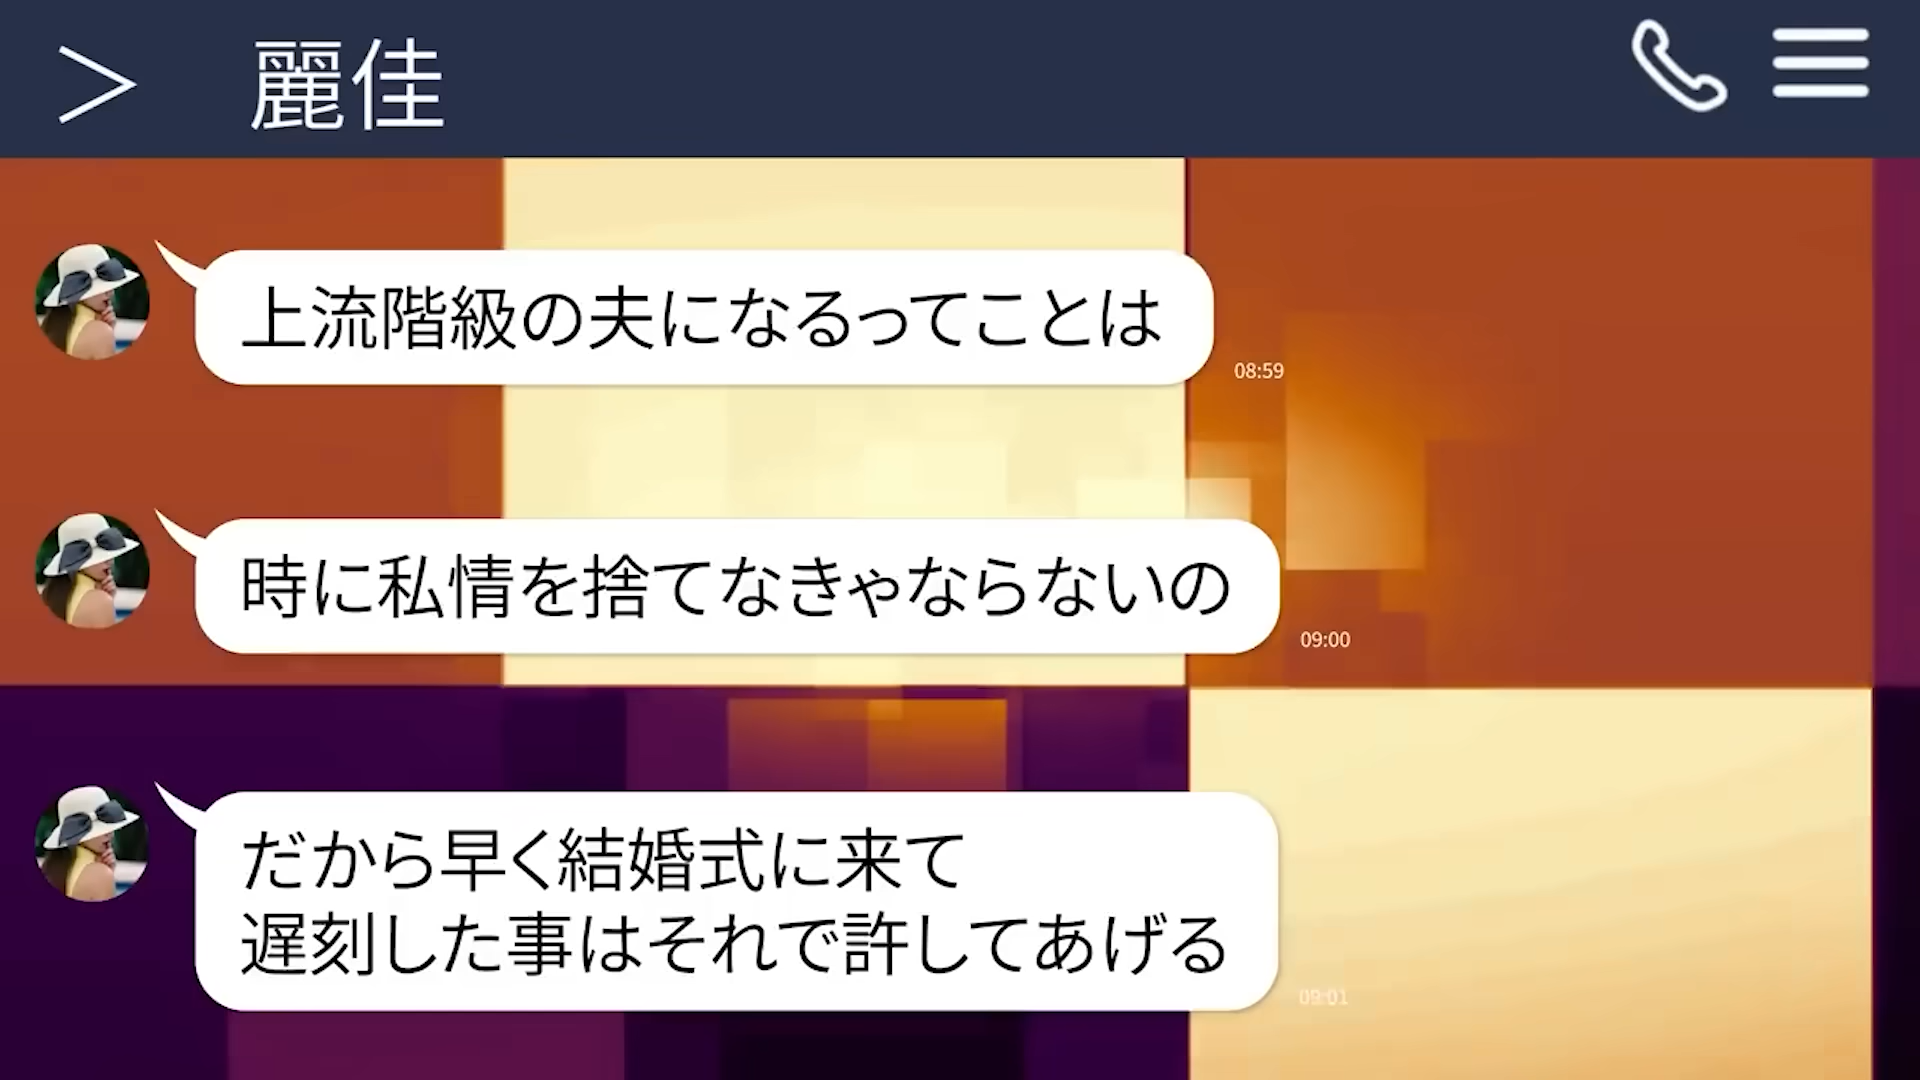 麗佳
上流階級の夫になるってことは
08:59
時に私情を捨てなきゃならないの
09:00
だから早く結婚式に来て
遅刻した事はそれで許してあげる
09:01